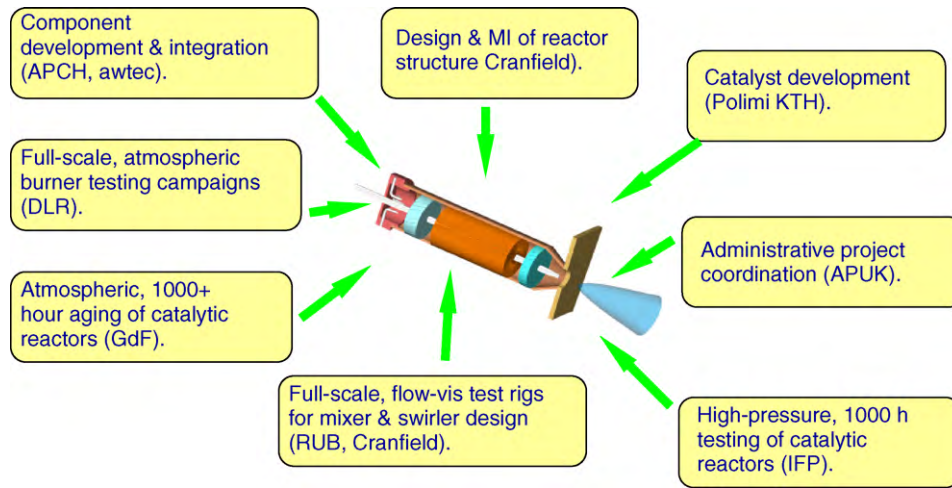 Component
development & integration
(APCH, awtec).
Design & MI of reactor
structure Cranfield).
Catalyst development
(Polimi KTH).
Full-scale, atmospheric
burner testing campaigns
(DLR).
Administrative project
coordination (APUK).
Atmospheric, 1000+
hour aging of catalytic
reactors (GdF).
Full-scale, flow-vis test rigs
for mixer & swirler design
(RUB, Cranfield).
High-pressure, 1000 h
testing of catalytic
reactors (IFP).